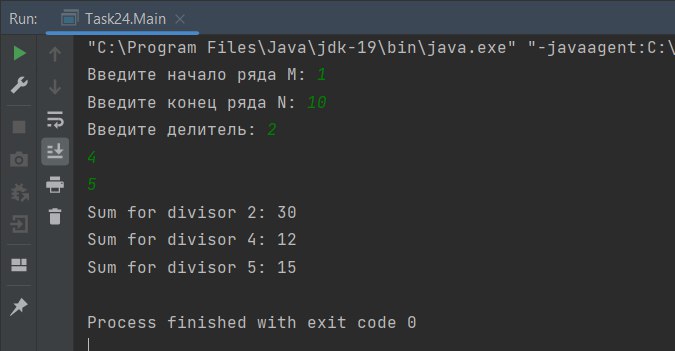 Run: Task24.Main
"C:\Program Files\Java\jdk-19\bin\java.exe" "-javaagent:C:\
Введите начало ряда M: 1
Введите конец ряда N: 10
Введите делитель: 2
4
5
Sum for divisor 2: 30
Sum for divisor 4: 12
Sum for divisor 5: 15
Process finished with exit code 0